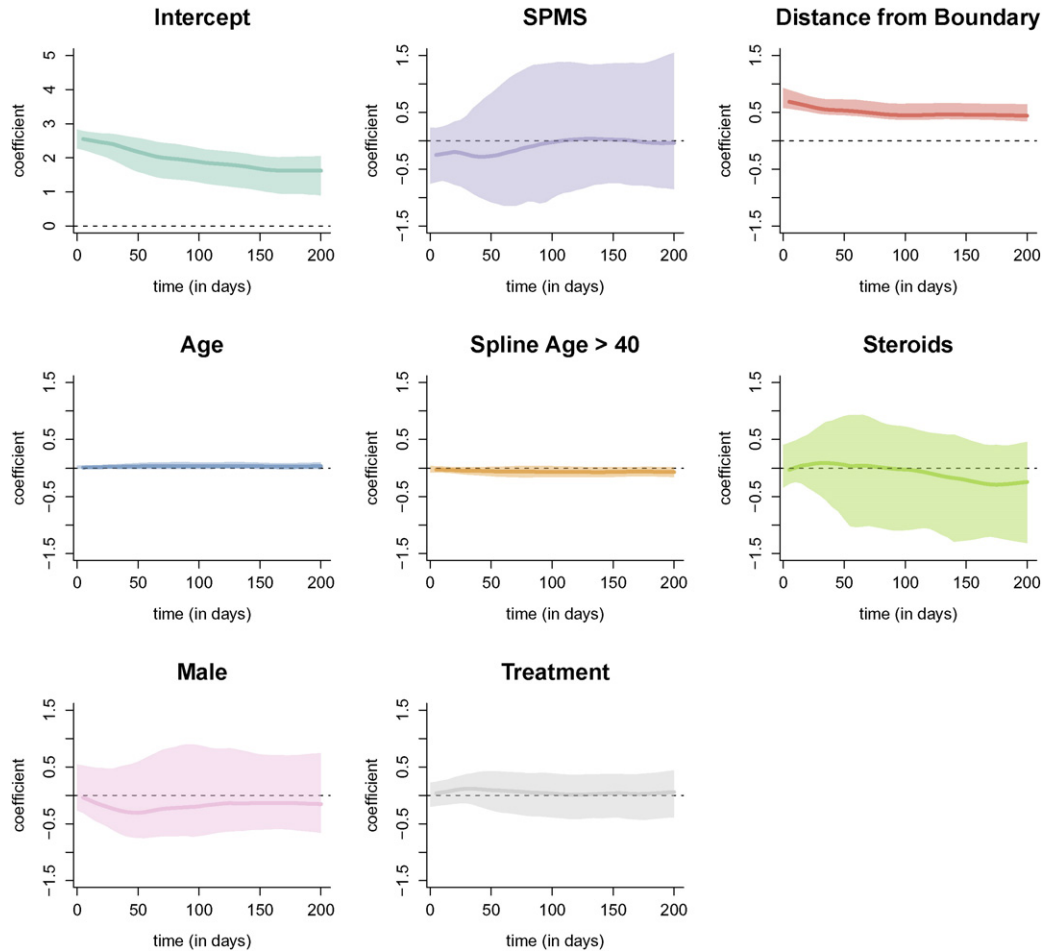 Intercept
coefficient
0 1 2 3 4 5
0 50 100 150 200
time (in days)
SPMS
coefficient
−1.5 −0.5 0.5 1.5
0 50 100 150 200
time (in days)
Distance from Boundary
coefficient
−1.5 −0.5 0.5 1.5
0 50 100 150 200
time (in days)
Age
coefficient
−1.5 −0.5 0.5 1.5
0 50 100 150 200
time (in days)
Spline Age > 40
coefficient
−1.5 −0.5 0.5 1.5
0 50 100 150 200
time (in days)
Steroids
coefficient
−1.5 −0.5 0.5 1.5
0 50 100 150 200
time (in days)
Male
coefficient
−1.5 −0.5 0.5 1.5
0 50 100 150 200
time (in days)
Treatment
coefficient
−1.5 −0.5 0.5 1.5
0 50 100 150 200
time (in days)